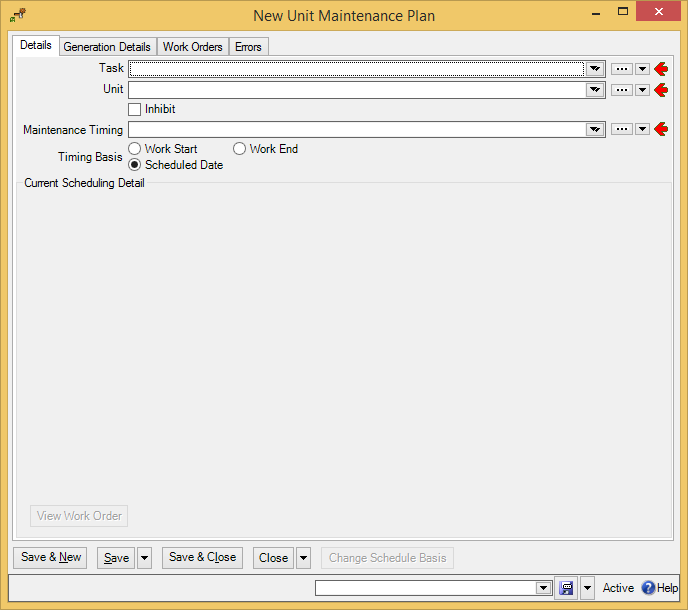 New Unit Maintenance Plan
Details Generation Details Work Orders Errors
Task
Unit
Inhibit
Maintenance Timing
Timing Basis Work Start Work End
Scheduled Date
Current Scheduling Detail
View Work Order
Save & New Save Save & Close Close Change Schedule Basis
Active Help